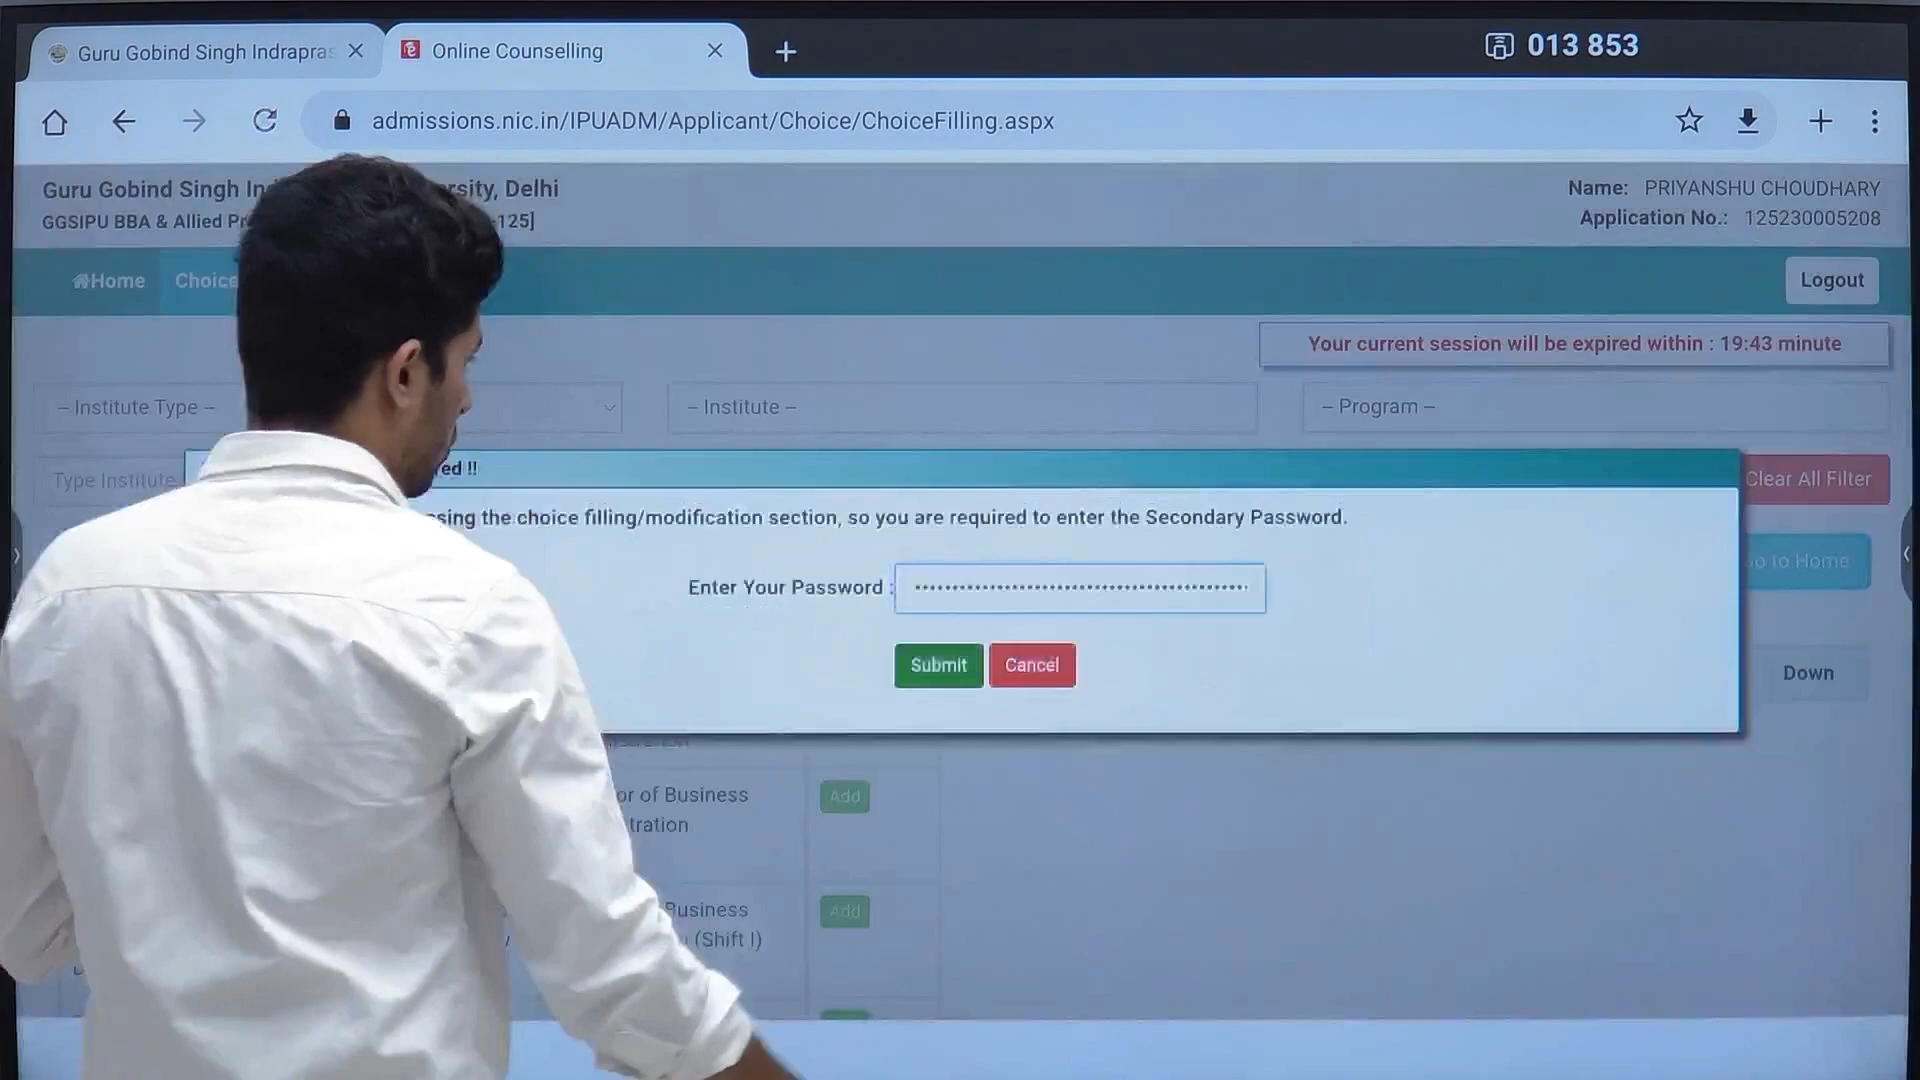 Guru Gobind Singh Indrapras
Online Counselling
013 853
admissions.nic.in/IPUADM/Applicant/Choice/ChoiceFilling.aspx
Guru Gobind Singh In rsity, Delhi
GGSIPU BBA & Allied Pr -125]
Name: PRIYANSHU CHOUDHARY
Application No.: 125230005208
Home
Choice
Logout
Your current session will be expired within : 19:43 minute
-- Institute Type --
-- Institute --
-- Program --
Type Institute
Clear All Filter
ed !!
ssing the choice filling/modification section, so you are required to enter the Secondary Password.
Go to Home
Enter Your Password :
Submit
Cancel
Down
or of Business
tration
Add
Business
(Shift I)
Add